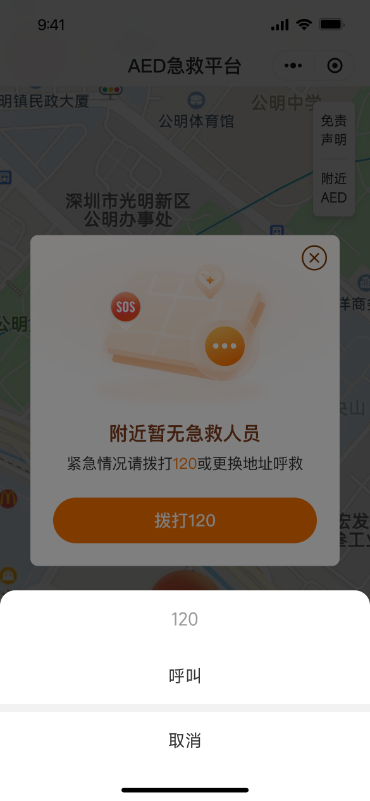 9:41
AED急救平台
明镇民政大厦
公明中学
公明体育馆
免责
声明
附近
AED
深圳市光明新区
公明办事处
SOS
公明
洋商
附近暂无急救人员
紧急情况请拨打120或更换地址呼救
拨打120
宏发
叁工业
120
呼叫
取消